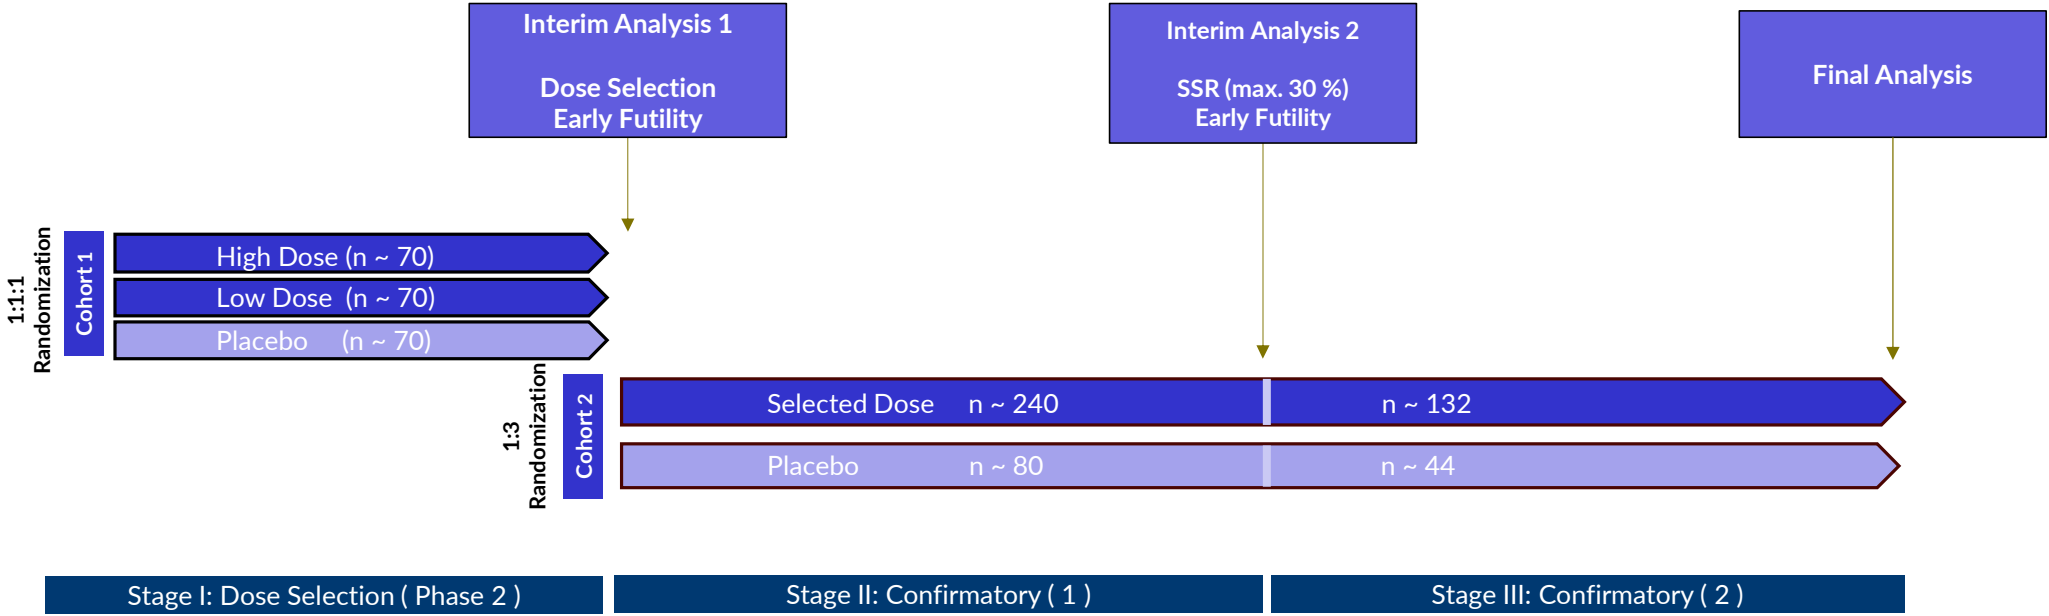 Interim Analysis 1
Dose Selection
Early Futility
Interim Analysis 2
SSR (max. 30 %)
Early Futility
Final Analysis
1:1:1
Randomization
Cohort 1
High Dose (n ~ 70)
Low Dose (n ~ 70)
Placebo (n ~ 70)
1:3
Randomization
Cohort 2
Selected Dose n ~ 240 n ~ 132
Placebo n ~ 80 n ~ 44
Stage I: Dose Selection ( Phase 2 )
Stage II: Confirmatory ( 1 )
Stage III: Confirmatory ( 2 )